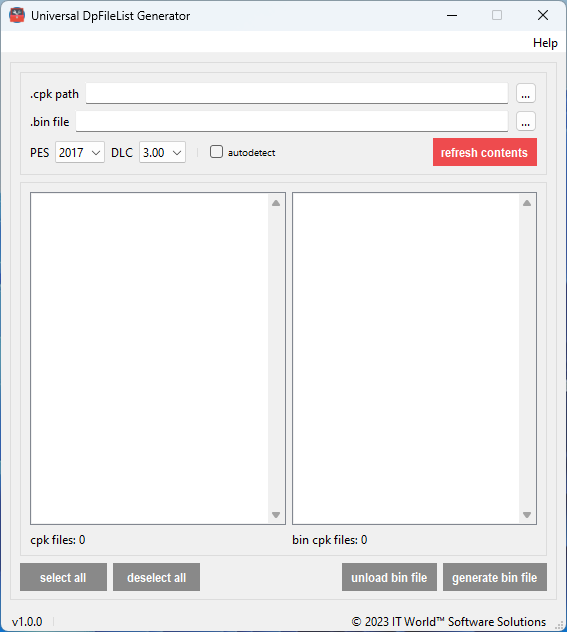 Universal DpFileList Generator
Help
.cpk path ...
.bin file ...
PES 2017 DLC 3.00 autodetect refresh contents
cpk files: 0 bin cpk files: 0
select all deselect all unload bin file generate bin file
v1.0.0 © 2023 IT World™ Software Solutions